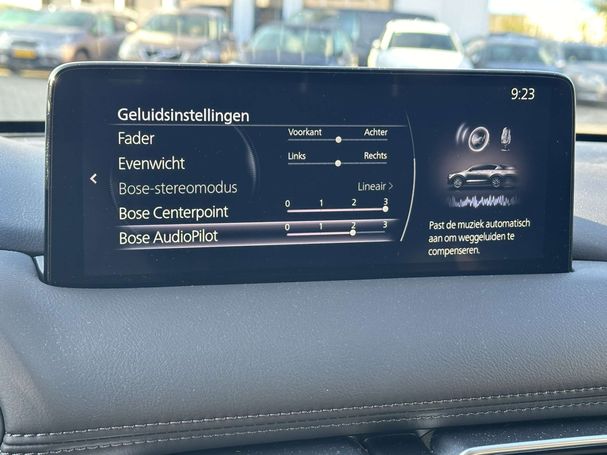 9:23
Geluidsinstellingen
Fader Voorkant Achter
Evenwicht Links Rechts
Bose-stereomodus Lineair
Bose Centerpoint 0 1 2 3
Bose AudioPilot 0 1 2 3
Past de muziek automatisch
aan om weggeluiden te
compenseren.